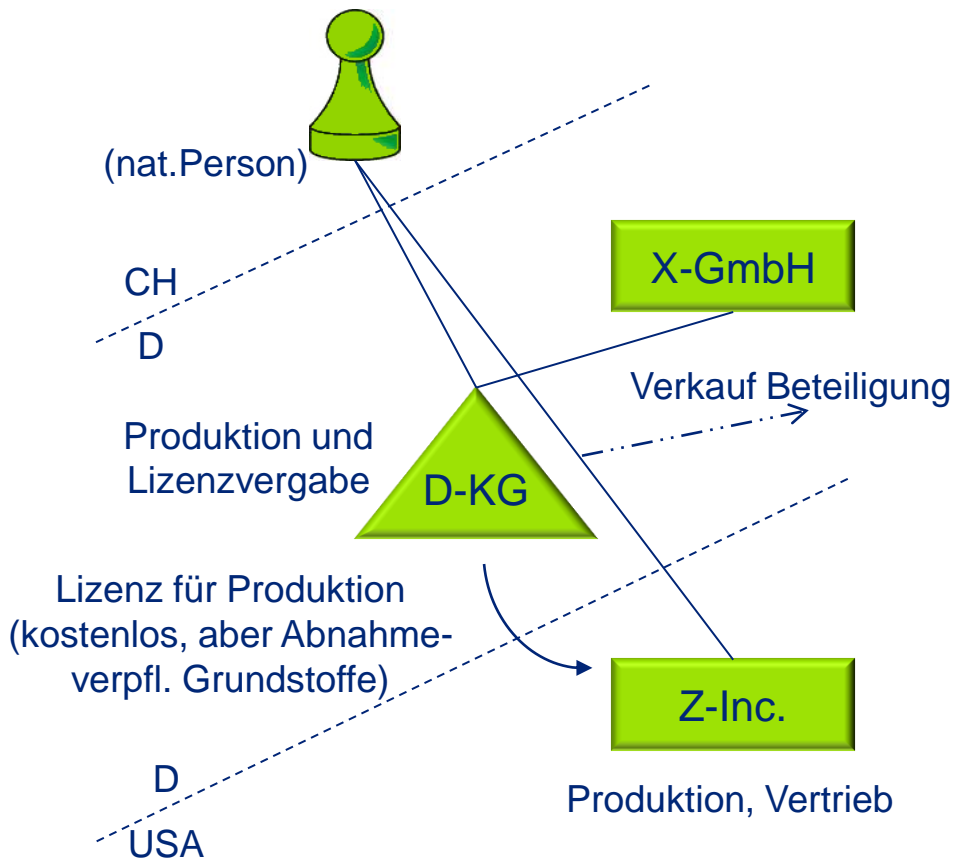 (nat.Person)
CH
D
X-GmbH
Verkauf Beteiligung
Produktion und
Lizenzvergabe
D-KG
Lizenz für Produktion
(kostenlos, aber Abnahme-
verpfl. Grundstoffe)
Z-Inc.
D
USA
Produktion, Vertrieb